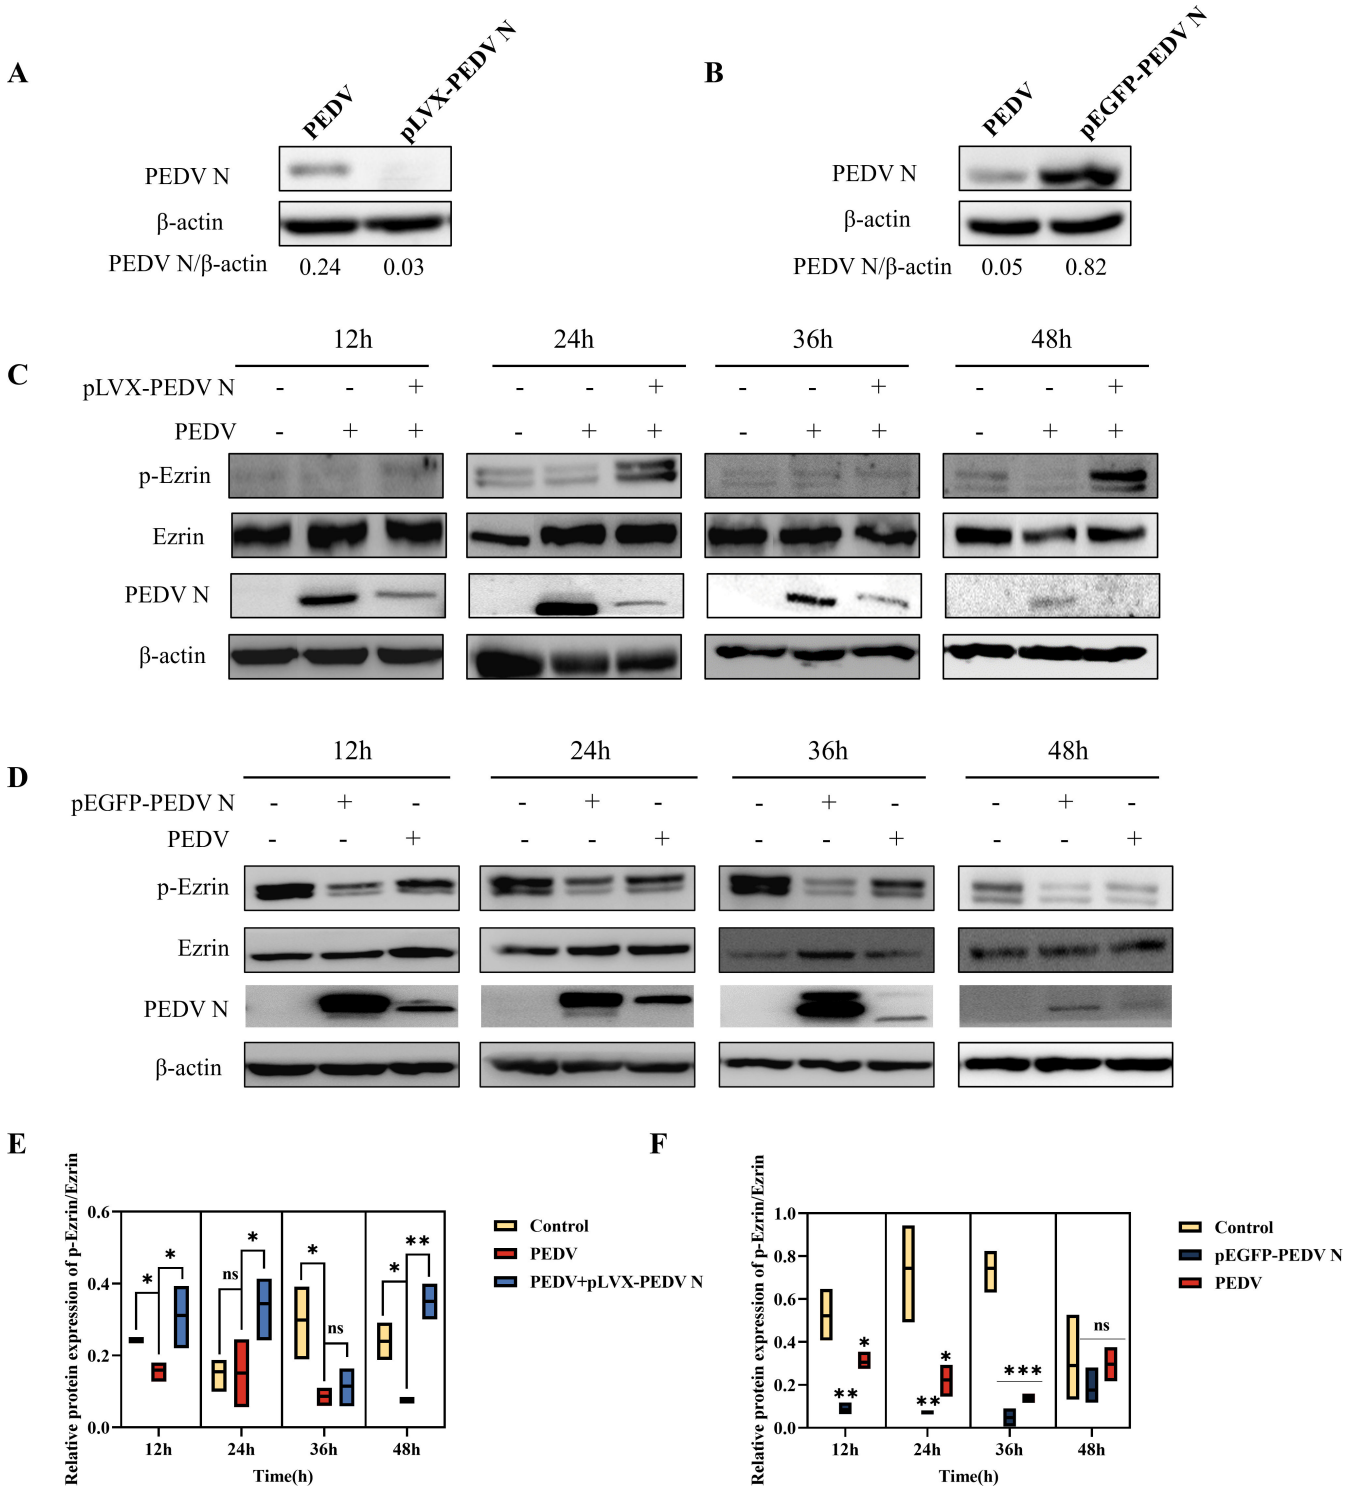 A
PEDV
pLVX-PEDV N
PEDV N
β-actin
PEDV N/β-actin
0.24
0.03
B
PEDV
pEGFP-PEDV N
PEDV N
β-actin
PEDV N/β-actin
0.05
0.82
C
12h
24h
36h
48h
pLVX-PEDV N - - + - - + - - + - - +
PEDV - + + - + + - + + - + +
p-Ezrin
Ezrin
PEDV N
β-actin
D
12h
24h
36h
48h
pEGFP-PEDV N - + - - + - - + - - + -
PEDV - - + - - + - - + - - +
p-Ezrin
Ezrin
PEDV N
β-actin
E
Relative protein expression of p-Ezrin/Ezrin
0.6
0.4
0.2
0.0
* *
ns *
* ns
* **
12h
24h
36h
48h
Time(h)
Control
PEDV
PEDV+pLVX-PEDV N
F
Relative protein expression of p-Ezrin/Ezrin
1.0
0.8
0.6
0.4
0.2
0.0
** *
** *
***
ns
12h
24h
36h
48h
Time(h)
Control
pEGFP-PEDV N
PEDV